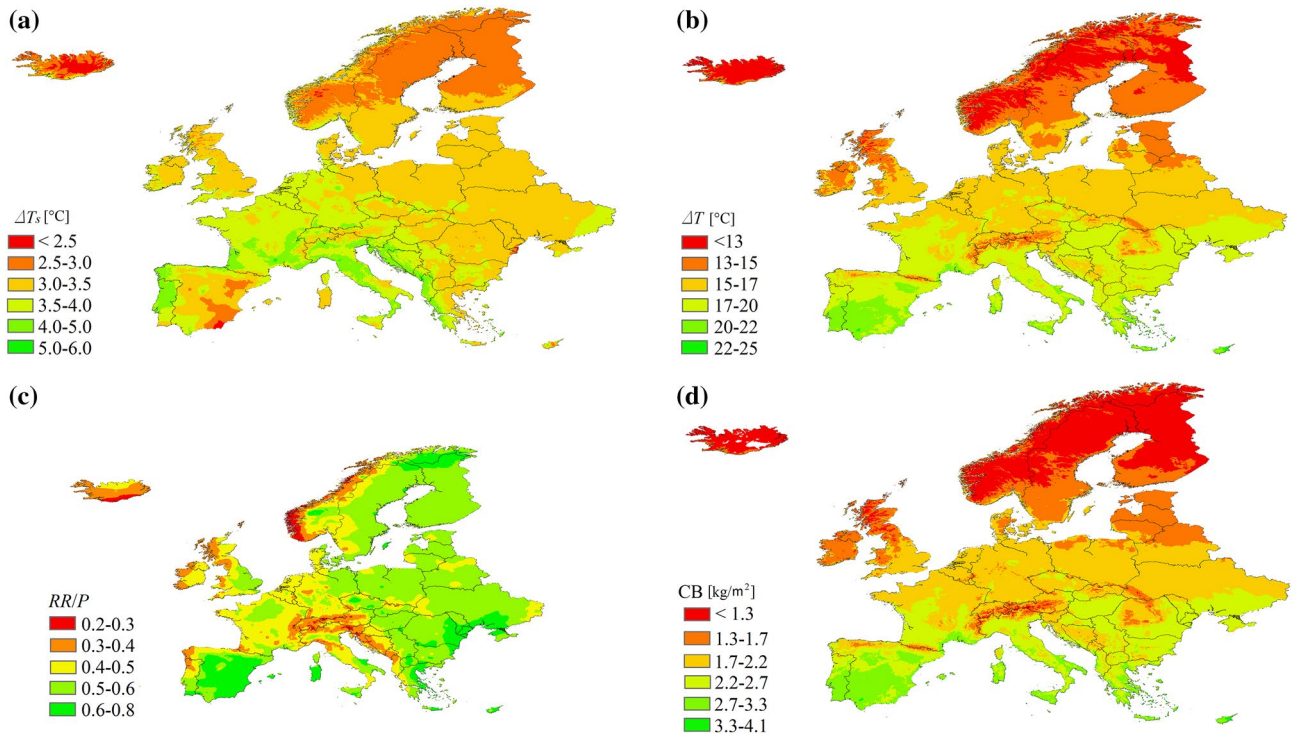 (a)
ΔTs [°C]
< 2.5
2.5-3.0
3.0-3.5
3.5-4.0
4.0-5.0
5.0-6.0
(b)
ΔT [°C]
<13
13-15
15-17
17-20
20-22
22-25
(c)
RR/P
0.2-0.3
0.3-0.4
0.4-0.5
0.5-0.6
0.6-0.8
(d)
CB [kg/m²]
< 1.3
1.3-1.7
1.7-2.2
2.2-2.7
2.7-3.3
3.3-4.1